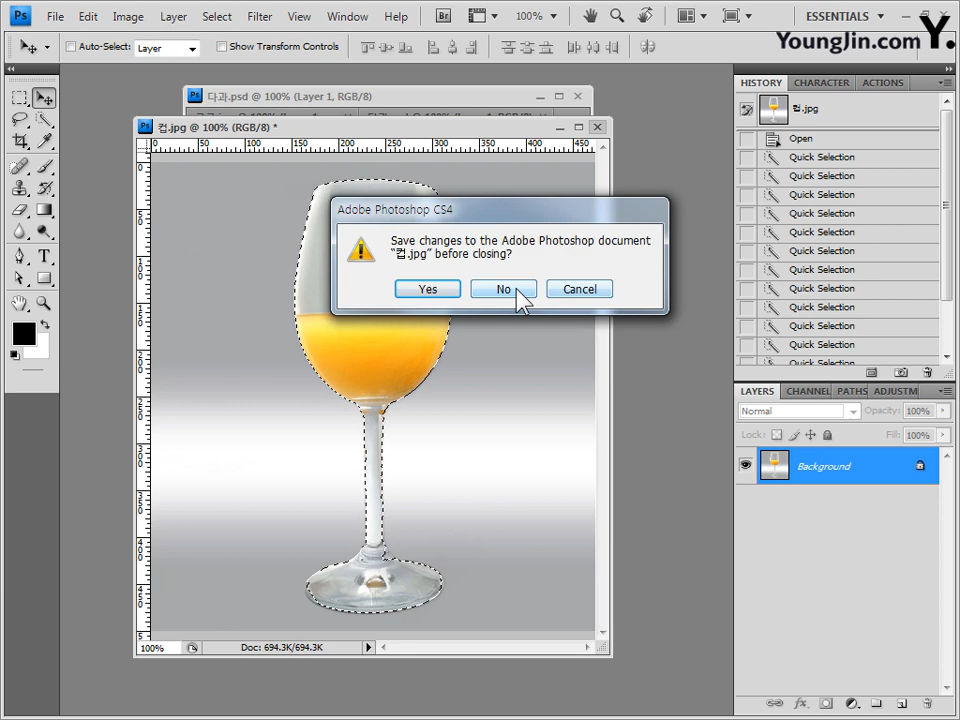 Ps File Edit Image Layer Select Filter View Window Help Br 100% ESSENTIALS
YoungJin.com Y.
Auto-Select: Layer Show Transform Controls
Ps 다과.psd @ 100% (Layer 1, RGB/8)
Ps 컵.jpg @ 100% (RGB/8) *
0 50 100 150 200 250 300 350 400 450
Adobe Photoshop CS4
Save changes to the Adobe Photoshop document
"컵.jpg" before closing?
Yes No Cancel
100% Doc: 694.3K/694.3K
HISTORY CHARACTER ACTIONS
컵.jpg
Open
Quick Selection
Quick Selection
Quick Selection
Quick Selection
Quick Selection
Quick Selection
Quick Selection
Quick Selection
Quick Selection
Quick Selection
Quick Selection
Quick Selection
LAYERS CHANNEL PATHS ADJUSTM
Normal Opacity: 100%
Lock: Fill: 100%
Background